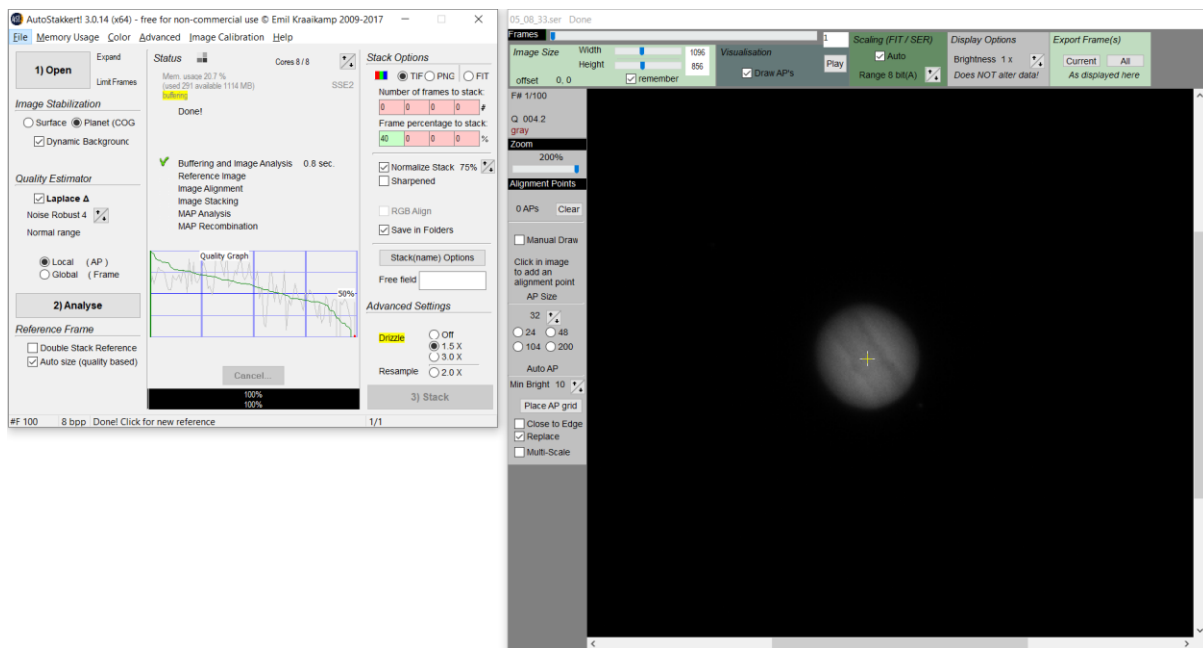 AutoStakkert! 3.0.14 (x64) - free for non-commercial use © Emil Kraaikamp 2009-2017
File Memory Usage Color Advanced Image Calibration Help
1) Open
Expand
Limit Frames
Image Stabilization
Surface Planet (COG
Dynamic Background
Quality Estimator
Laplace Δ
Noise Robust 4
Normal range
Local (AP)
Global (Frame
2) Analyse
Reference Frame
Double Stack Reference
Auto size (quality based)
Status
Cores 8 / 8
Mem. usage 20.7 %
(used 291 available 1114 MB)
SSE2
buffering
Done!
Buffering and Image Analysis 0.8 sec.
Reference Image
Image Alignment
Image Stacking
MAP Analysis
MAP Recombination
Quality Graph
50%
Cancel...
100%
100%
Stack Options
TIF PNG FIT
Number of frames to stack:
0 0 0 0 #
Frame percentage to stack:
40 0 0 0 %
Normalize Stack 75%
Sharpened
RGB Align
Save in Folders
Stack(name) Options
Free field
Advanced Settings
Drizzle
Off
1.5 X
3.0 X
Resample 2.0 X
3) Stack
#F 100 8 bpp Done! Click for new reference 1/1
05_08_33.ser Done
Frames
1
Image Size
Width 1096
Height 856
offset 0, 0
remember
Visualisation
Draw AP's
Play
Scaling (FIT / SER)
Auto
Range 8 bit(A)
Display Options
Brightness 1 x
Does NOT alter data!
Export Frame(s)
Current All
As displayed here
F# 1/100
Q 004.2
gray
Zoom
200%
Alignment Points
0 APs Clear
Manual Draw
Click in image
to add an
alignment point
AP Size
32
24 48
104 200
Auto AP
Min Bright 10
Place AP grid
Close to Edge
Replace
Multi-Scale